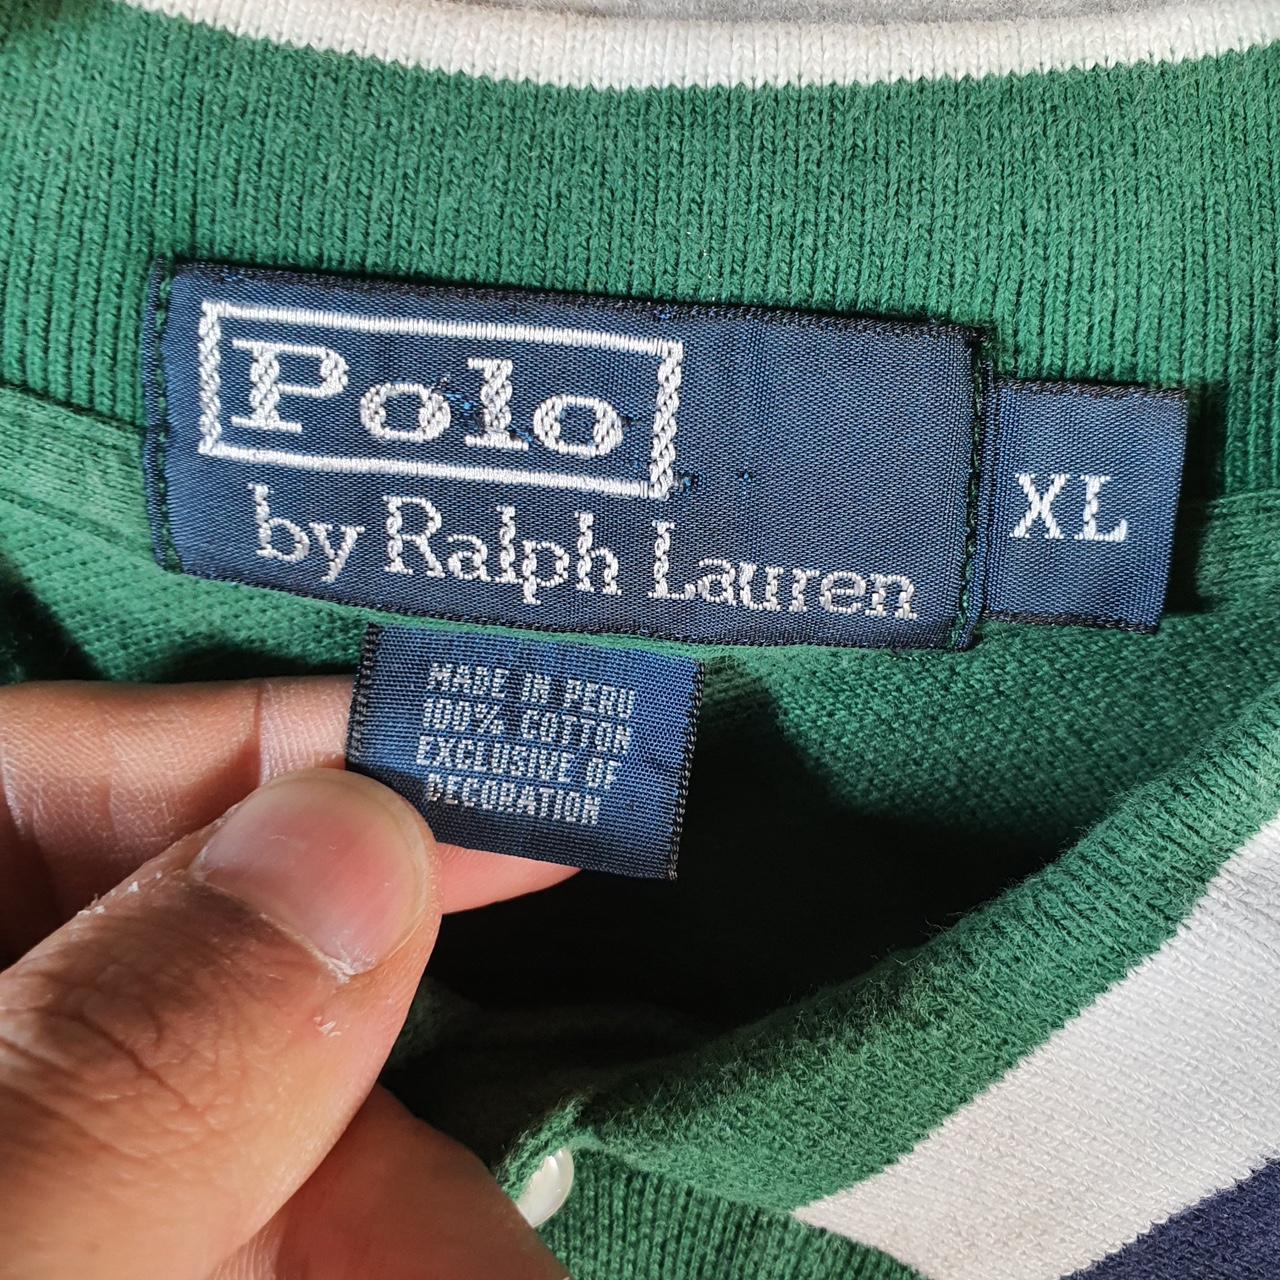 Polo
by Ralph Lauren
XL
MADE IN PERU
100% COTTON
EXCLUSIVE OF
DECORATION